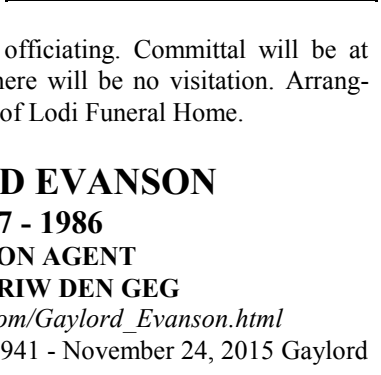 officiating. Committal will be at
here will be no visitation. Arrang-
of Lodi Funeral Home.
D EVANSON
7 - 1986
ON AGENT
RIW DEN GEG
om/Gaylord_Evanson.html
941 - November 24, 2015 Gaylord